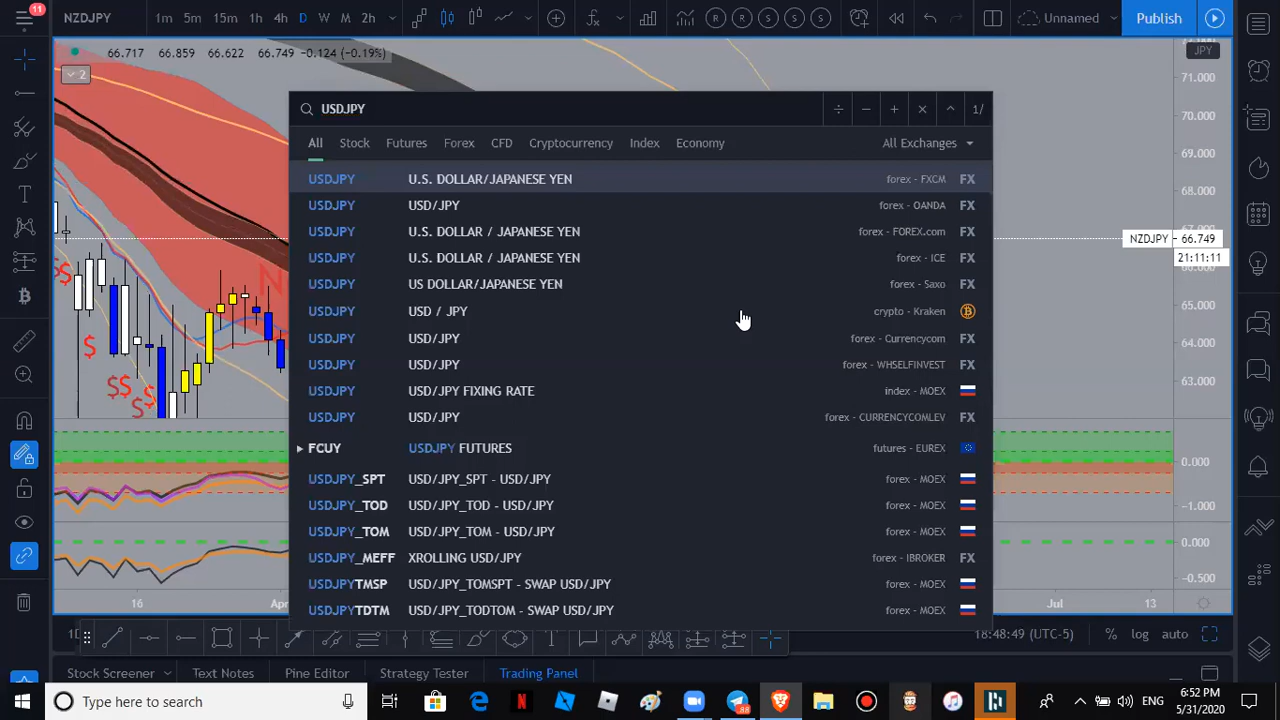 11
NZDJPY 1m 5m 15m 1h 4h D W M 2h Unnamed Publish
66.717 66.859 66.622 66.749 −0.124 (−0.19%)
JPY
2
71.000
USDJPY 1/
All Stock Futures Forex CFD Cryptocurrency Index Economy All Exchanges
69.000
USDJPY U.S. DOLLAR/JAPANESE YEN forex - FXCM FX
68.000
USDJPY USD/JPY forex - OANDA FX
USDJPY U.S. DOLLAR / JAPANESE YEN forex - FOREX.com FX
NZDJPY 66.749
21:11:11
USDJPY U.S. DOLLAR / JAPANESE YEN forex - ICE FX
USDJPY US DOLLAR/JAPANESE YEN forex - Saxo FX
65.000
USDJPY USD / JPY crypto - Kraken
USDJPY USD/JPY forex - Currencycom FX
64.000
USDJPY USD/JPY forex - WHSELFINVEST FX
63.000
USDJPY USD/JPY FIXING RATE index - MOEX
USDJPY USD/JPY forex - CURRENCYCOMLEV FX
FCUY USDJPY FUTURES futures - EUREX
0.000
USDJPY_SPT USD/JPY_SPT - USD/JPY forex - MOEX
USDJPY_TOD USD/JPY_TOD - USD/JPY forex - MOEX
−1.000
USDJPY_TOM USD/JPY_TOM - USD/JPY forex - MOEX
0.000
USDJPY_MEFF XROLLING USD/JPY forex - IBROKER FX
−0.500
USDJPYTMSP USD/JPY_TOMSPT - SWAP USD/JPY forex - MOEX
USDJPYTDTM USD/JPY_TODTOM - SWAP USD/JPY forex - MOEX
16 Apr Jul 13
18:48:49 (UTC-5) % log auto
Stock Screener Text Notes Pine Editor Strategy Tester Trading Panel
Type here to search
88
ENG
6:52 PM
5/31/2020